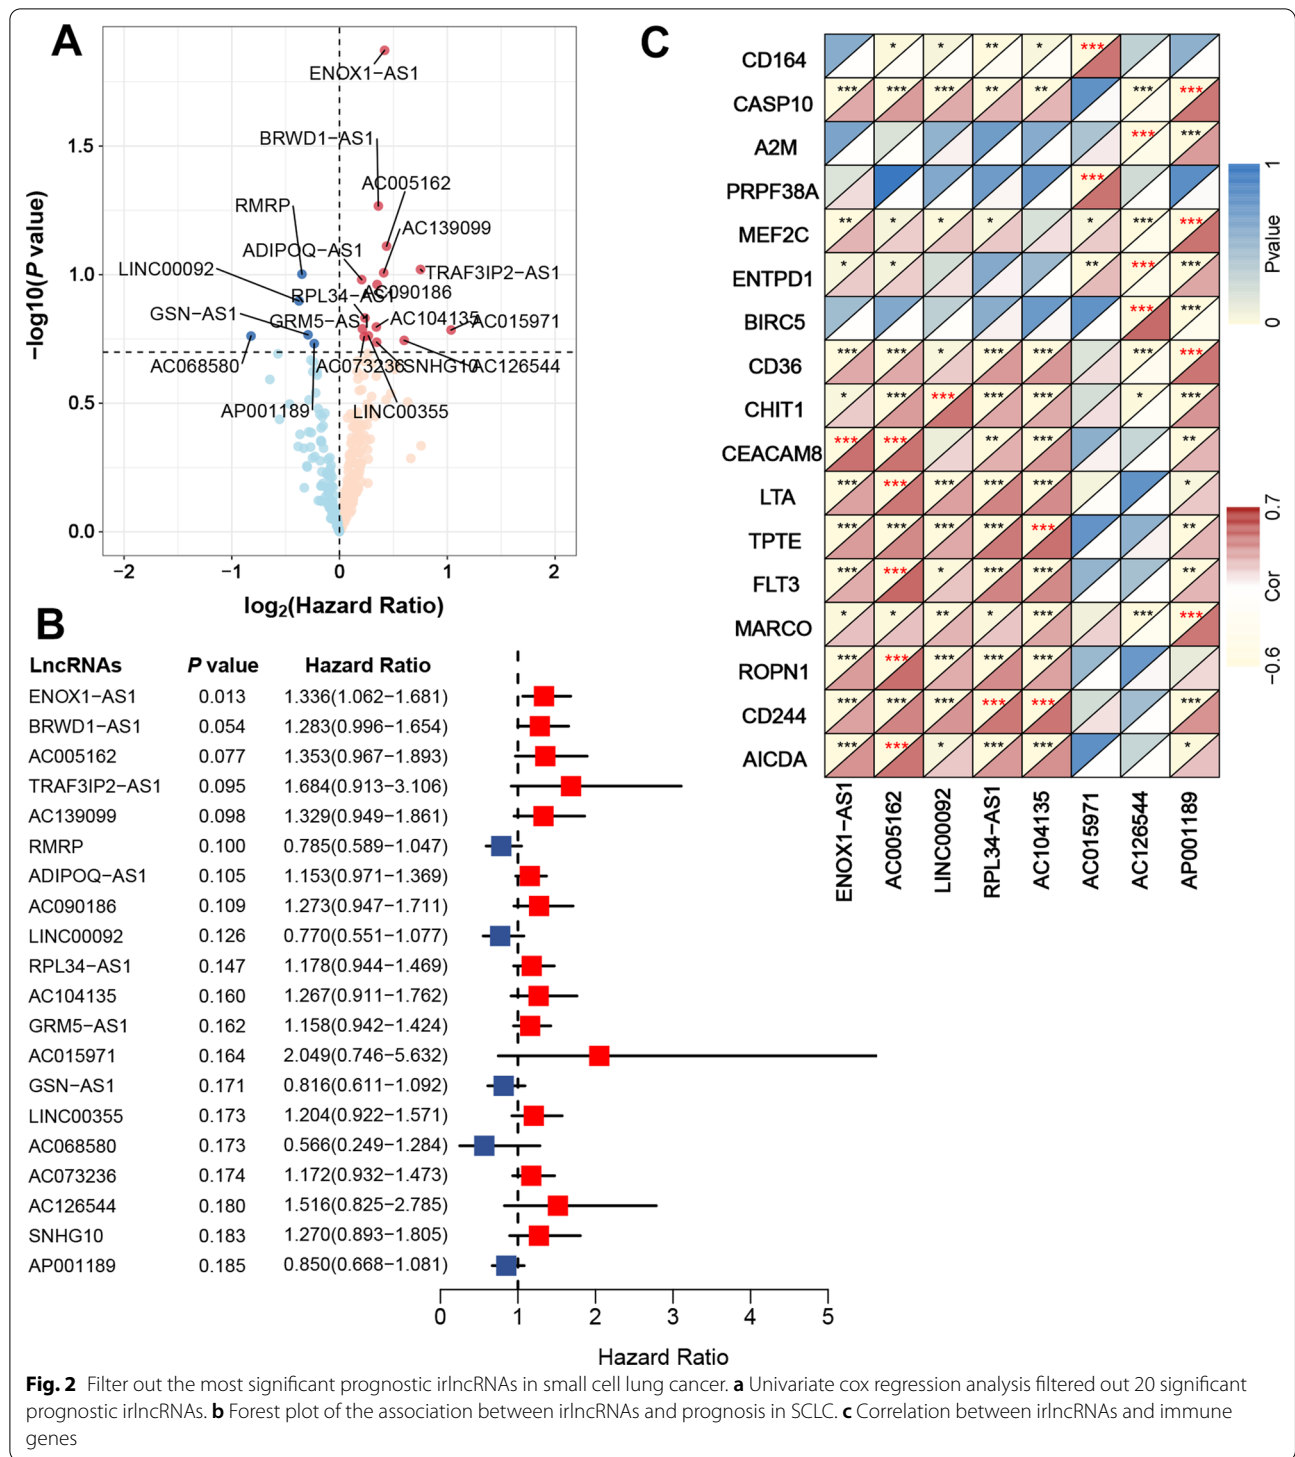 A
ENOX1−AS1
BRWD1−AS1
AC005162
RMRP
AC139099
ADIPOQ−AS1
LINC00092
TRAF3IP2−AS1
AC090186
RPL34−AS1
GSN−AS1
GRM5−AS1
AC104135
AC015971
AC068580
AC073236
SNHG10
AC126544
AP001189
LINC00355
1.5
1.0
0.5
0.0
−log10(P value)
−2 −1 0 1 2
log2(Hazard Ratio)
B
LncRNAs P value Hazard Ratio
ENOX1−AS1 0.013 1.336(1.062−1.681)
BRWD1−AS1 0.054 1.283(0.996−1.654)
AC005162 0.077 1.353(0.967−1.893)
TRAF3IP2−AS1 0.095 1.684(0.913−3.106)
AC139099 0.098 1.329(0.949−1.861)
RMRP 0.100 0.785(0.589−1.047)
ADIPOQ−AS1 0.105 1.153(0.971−1.369)
AC090186 0.109 1.273(0.947−1.711)
LINC00092 0.126 0.770(0.551−1.077)
RPL34−AS1 0.147 1.178(0.944−1.469)
AC104135 0.160 1.267(0.911−1.762)
GRM5−AS1 0.162 1.158(0.942−1.424)
AC015971 0.164 2.049(0.746−5.632)
GSN−AS1 0.171 0.816(0.611−1.092)
LINC00355 0.173 1.204(0.922−1.571)
AC068580 0.173 0.566(0.249−1.284)
AC073236 0.174 1.172(0.932−1.473)
AC126544 0.180 1.516(0.825−2.785)
SNHG10 0.183 1.270(0.893−1.805)
AP001189 0.185 0.850(0.668−1.081)
0 1 2 3 4 5
Hazard Ratio
C
CD164 * * ** * ***
CASP10 *** *** *** ** ** *** ***
A2M *** ***
PRPF38A ***
MEF2C ** * * * * *** ***
ENTPD1 * * ** *** ***
BIRC5 *** ***
CD36 *** *** * *** *** *** ***
CHIT1 * *** *** *** *** * ***
CEACAM8 *** *** ** *** **
LTA *** *** *** *** *** *
TPTE *** *** *** *** *** **
FLT3 *** *** * *** *** **
MARCO * * ** * *** *** ***
ROPN1 *** *** *** *** ***
CD244 *** *** *** *** *** ***
AICDA *** *** * *** *** *
ENOX1−AS1
AC005162
LINC00092
RPL34−AS1
AC104135
AC015971
AC126544
AP001189
1
Pvalue
0
0.7
Cor
−0.6
Fig. 2 Filter out the most significant prognostic irlncRNAs in small cell lung cancer. a Univariate cox regression analysis filtered out 20 significant
prognostic irlncRNAs. b Forest plot of the association between irlncRNAs and prognosis in SCLC. c Correlation between irlncRNAs and immune
genes